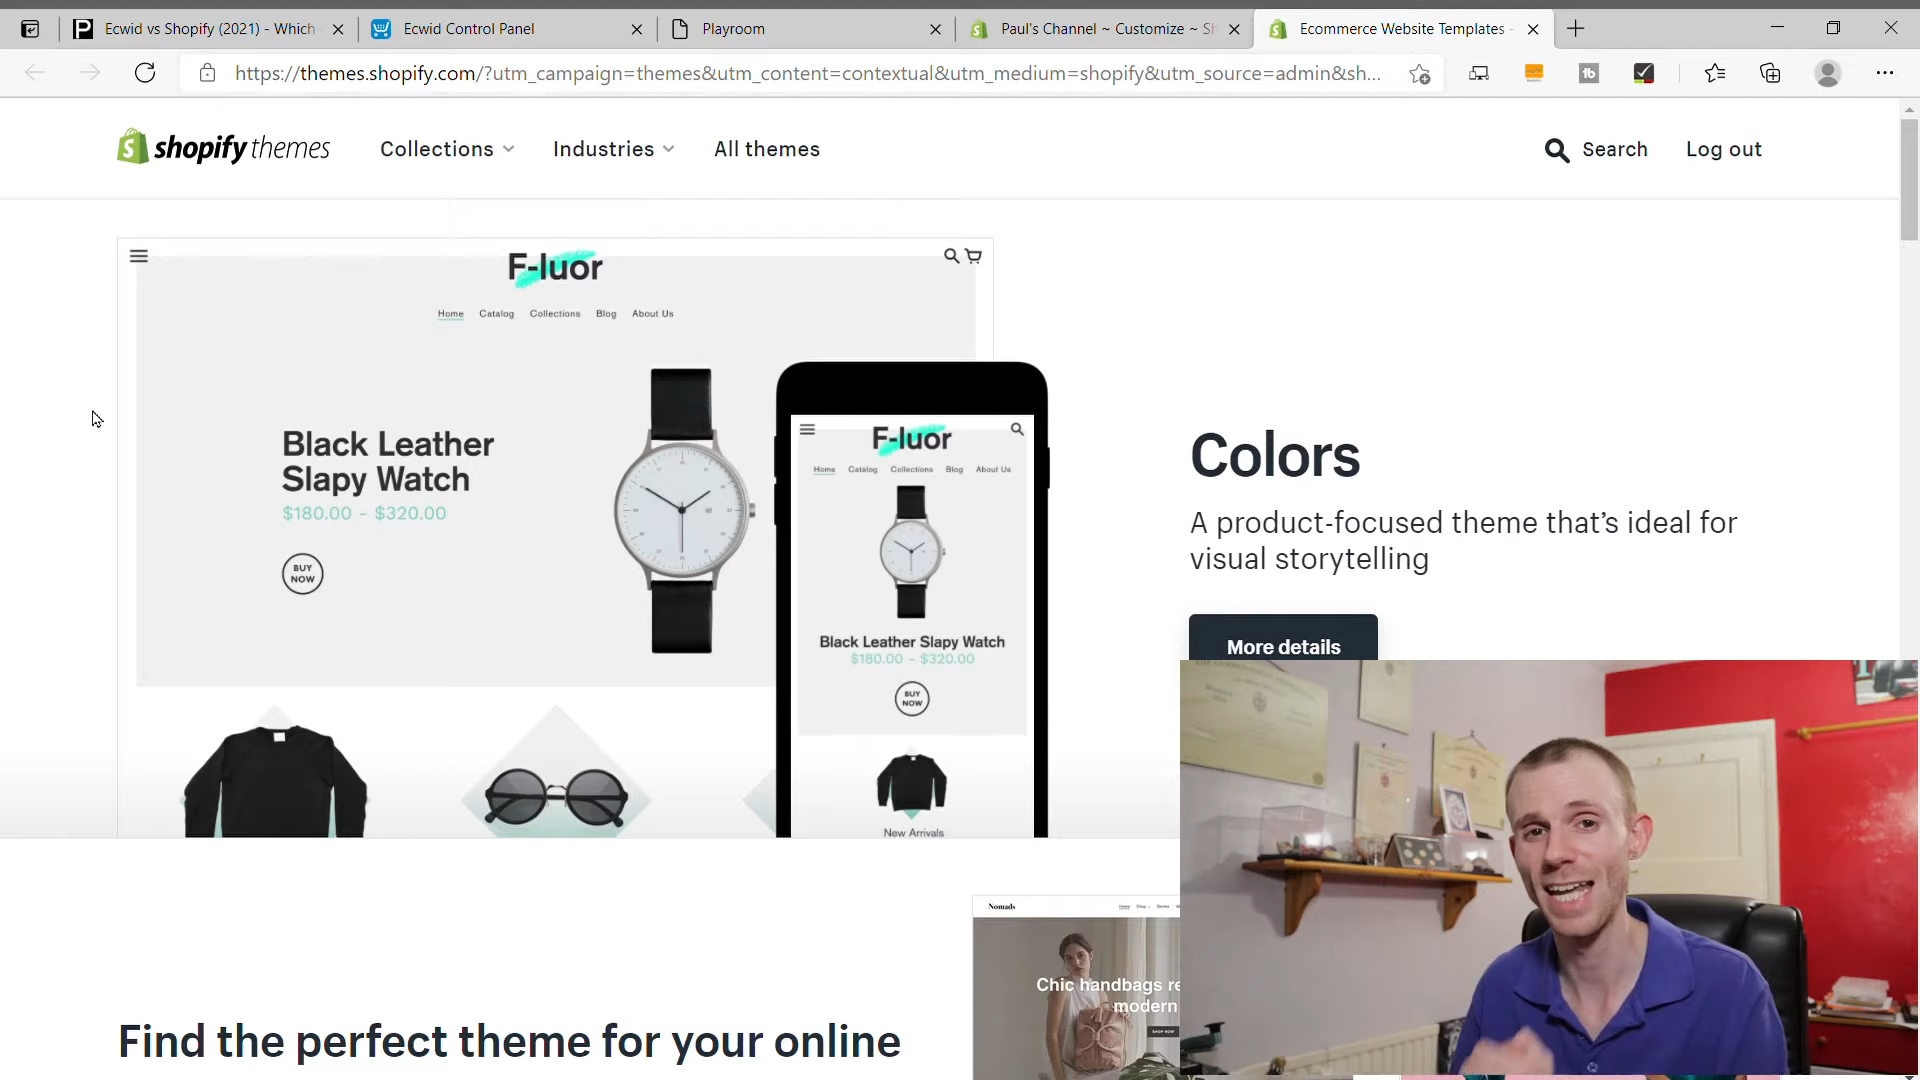 Ecwid vs Shopify (2021) - Which
Ecwid Control Panel
Playroom
Paul's Channel ~ Customize ~ Sh
Ecommerce Website Templates -
https://themes.shopify.com/?utm_campaign=themes&utm_content=contextual&utm_medium=shopify&utm_source=admin&sh...
shopify themes
Collections
Industries
All themes
Search
Log out
F-luor
Home Catalog Collections Blog About Us
Black Leather
Slapy Watch
$180.00 - $320.00
BUY
NOW
F-luor
Home Catalog Collections Blog About Us
Black Leather Slapy Watch
$180.00 - $320.00
BUY
NOW
New Arrivals
Colors
A product-focused theme that's ideal for
visual storytelling
More details
Nomads
Chic handbags re
modern
SHOP NOW
Find the perfect theme for your online